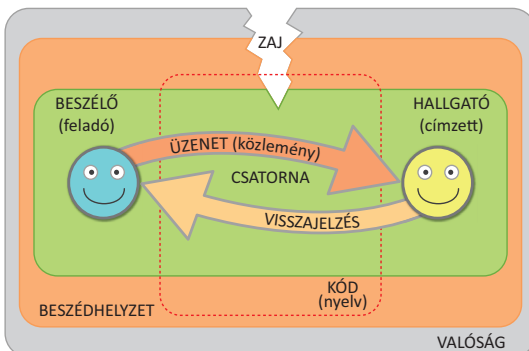 ZAJ
BESZÉLŐ
(feladó)
HALLGATÓ
(címzett)
ÜZENET (közlemény)
CSATORNA
VISSZAJELZÉS
KÓD
(nyelv)
BESZÉDHELYZET
VALÓSÁG